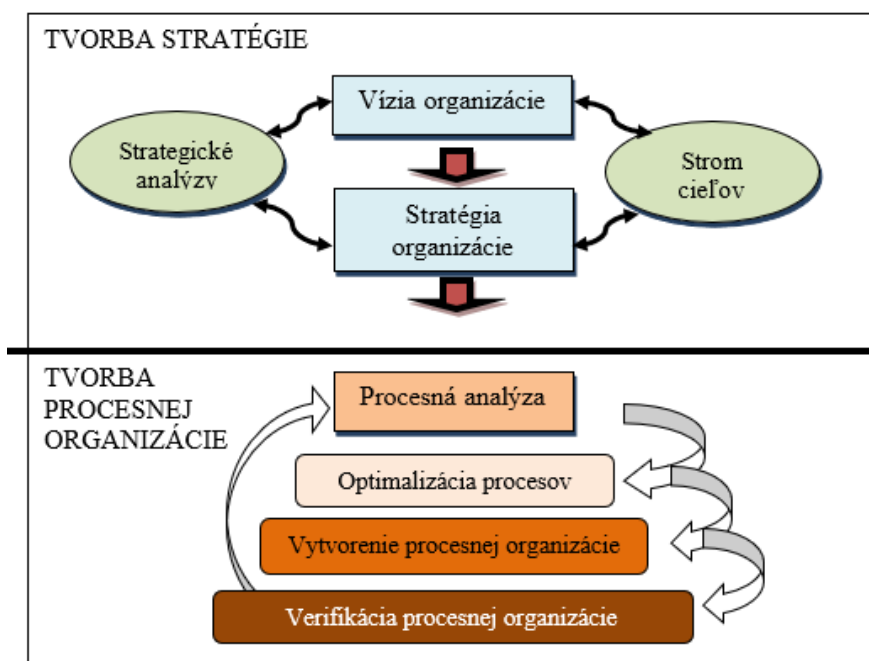 TVORBA STRATÉGIE
Vízia organizácie
Strategické
analýzy
Strom
cieľov
Stratégia
organizácie
TVORBA
PROCESNEJ
ORGANIZÁCIE
Procesná analýza
Optimalizácia procesov
Vytvorenie procesnej organizácie
Verifikácia procesnej organizácie